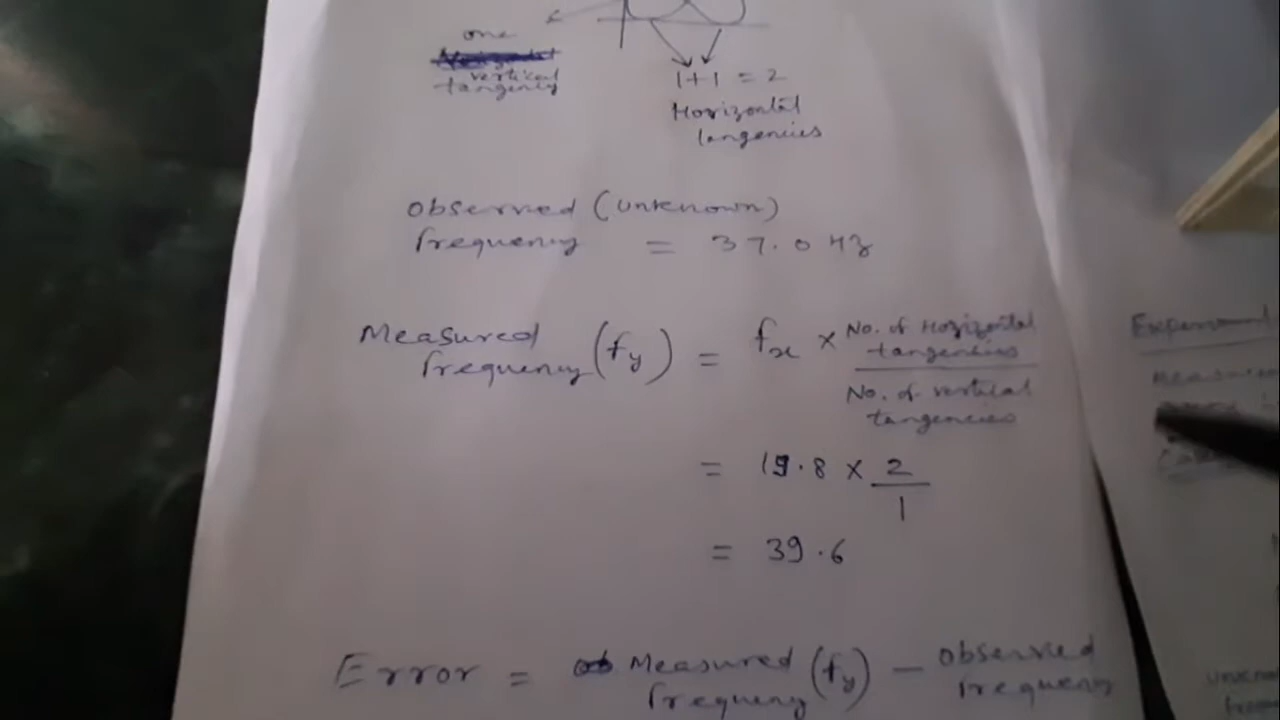 one
vertical
tangency
1+1 = 2
Horizontal
tangencies
Observed (unknown)
frequency = 37.0 Hz
Measured
frequency (fy) = fx × No. of Horizontal
tangencies
No. of vertical
tangencies
= 19.8 × 2
1
= 39.6
Error = Measured (fy) - Observed
frequency frequency
Experiment